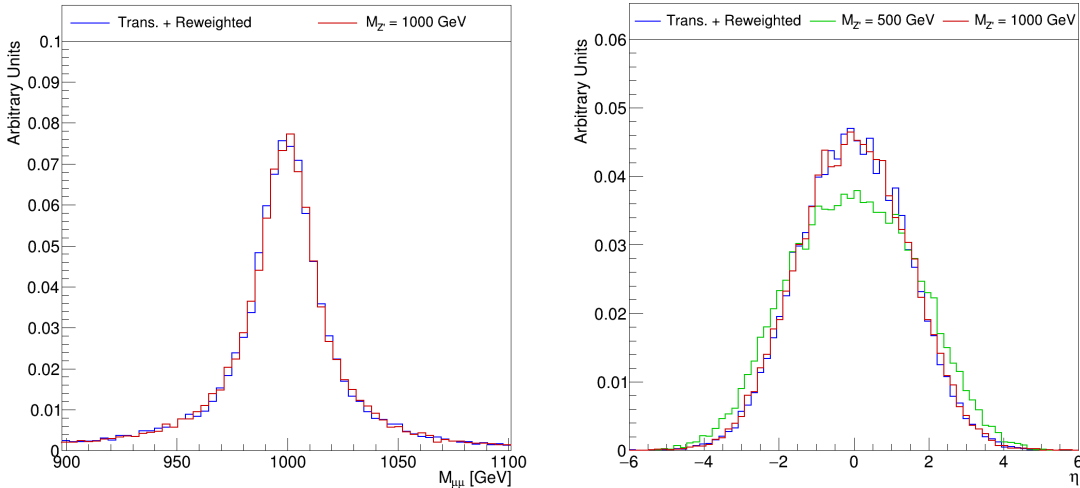 Trans. + Reweighted
M_Z' = 1000 GeV
Arbitrary Units
0.1
0.09
0.08
0.07
0.06
0.05
0.04
0.03
0.02
0.01
0
900 950 1000 1050 1100
M_μμ [GeV]
Trans. + Reweighted
M_Z' = 500 GeV
M_Z' = 1000 GeV
Arbitrary Units
0.06
0.05
0.04
0.03
0.02
0.01
0
−6 −4 −2 0 2 4 6
η